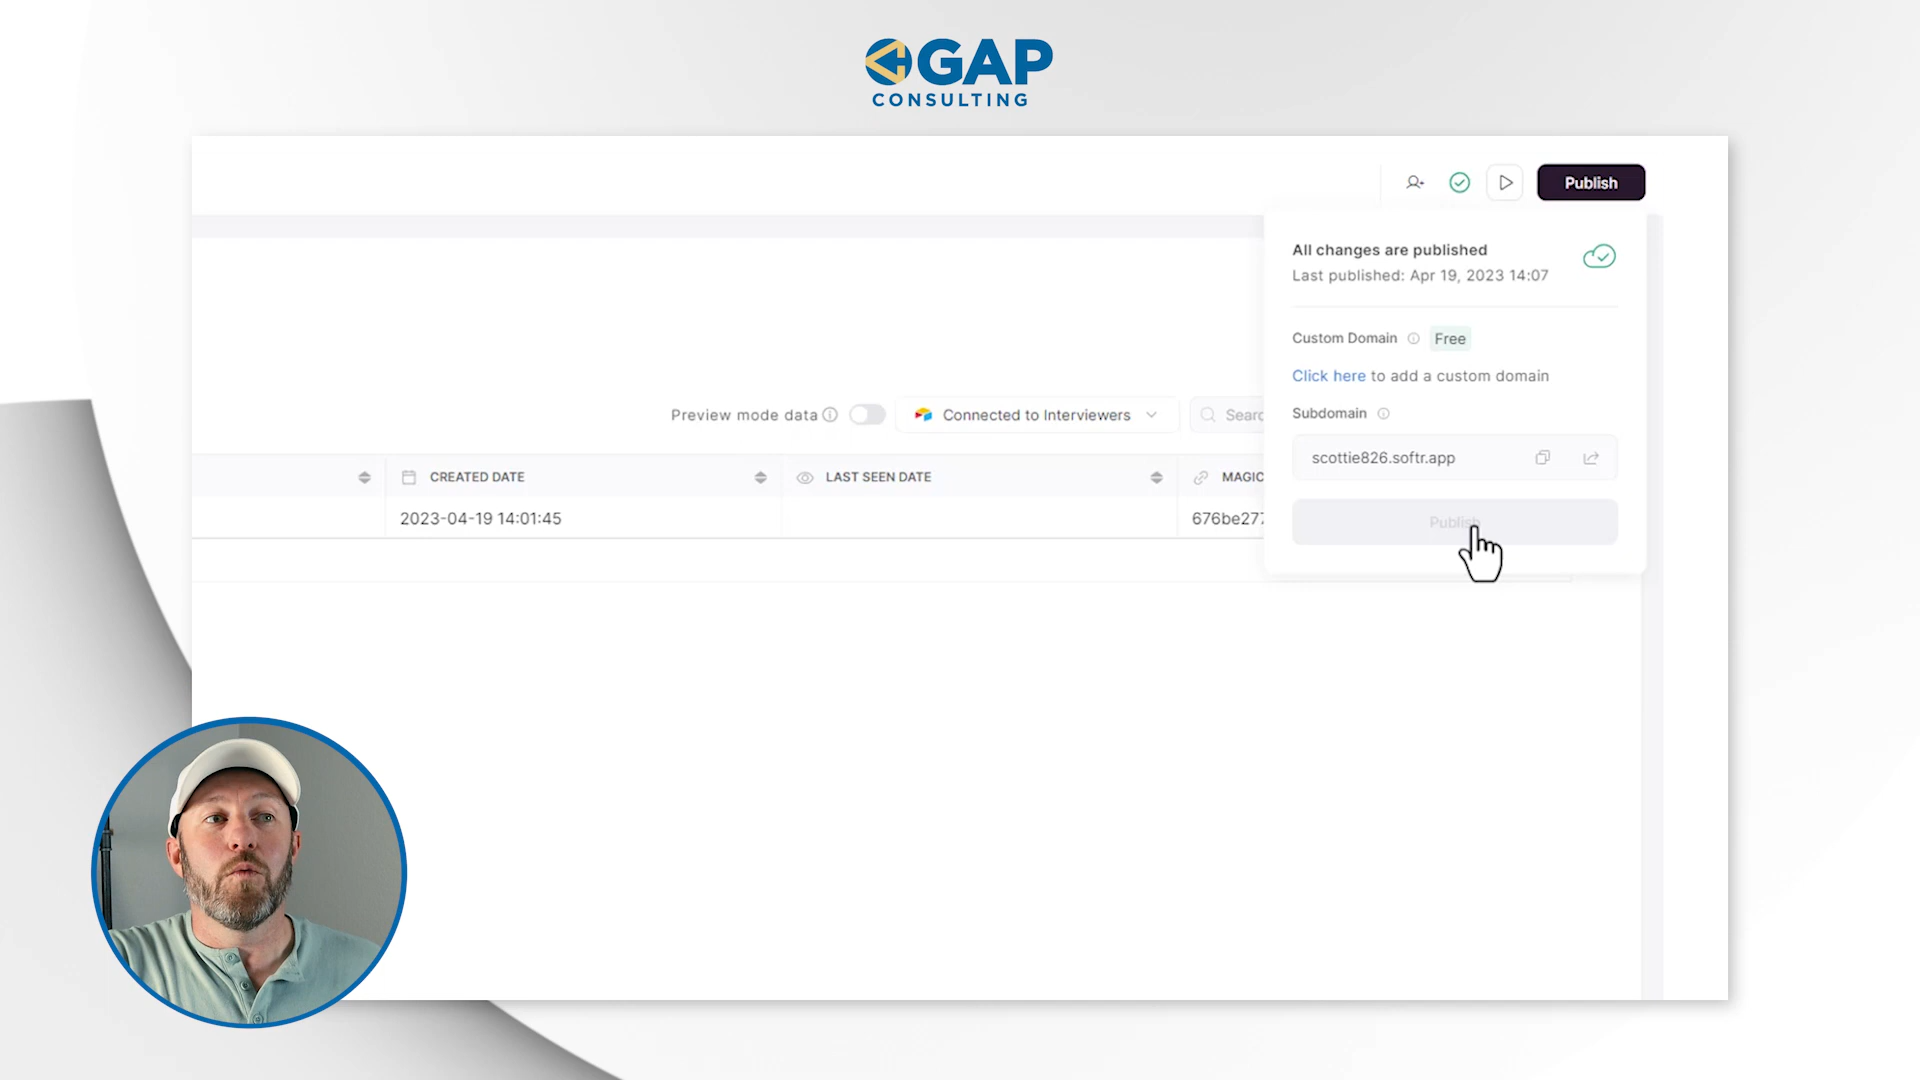 GAP
CONSULTING
Publish
All changes are published
Last published: Apr 19, 2023 14:07
Custom Domain Free
Click here to add a custom domain
Preview mode data Connected to Interviewers
Subdomain
scottie826.softr.app
CREATED DATE LAST SEEN DATE
2023-04-19 14:01:45
Publish